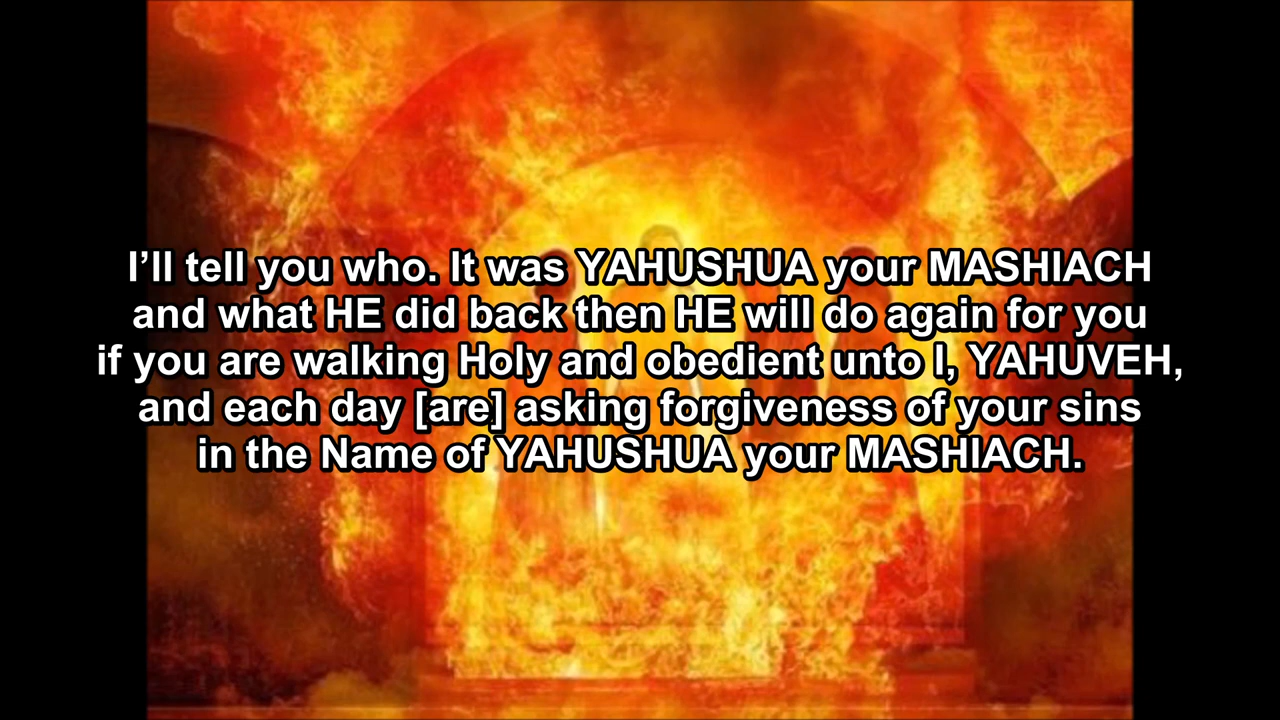 I’ll tell you who. It was YAHUSHUA your MASHIACH
and what HE did back then HE will do again for you
if you are walking Holy and obedient unto I, YAHUVEH,
and each day [are] asking forgiveness of your sins
in the Name of YAHUSHUA your MASHIACH.